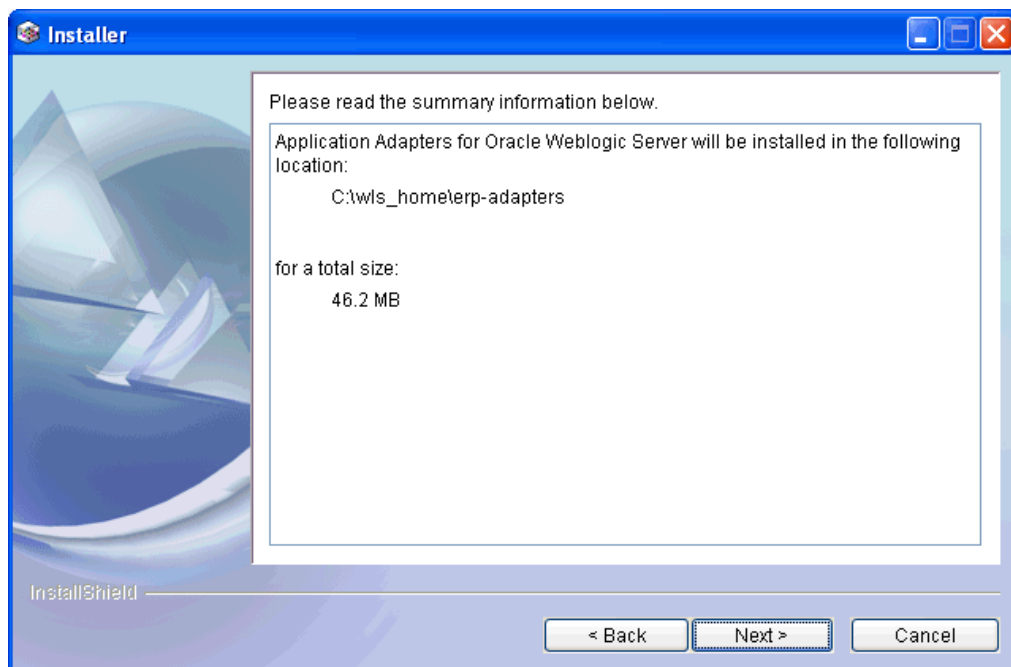 Installer
Please read the summary information below.
Application Adapters for Oracle Weblogic Server will be installed in the following
location:
C:\wls_home\erp-adapters
for a total size:
46.2 MB
InstallShield
< Back
Next >
Cancel